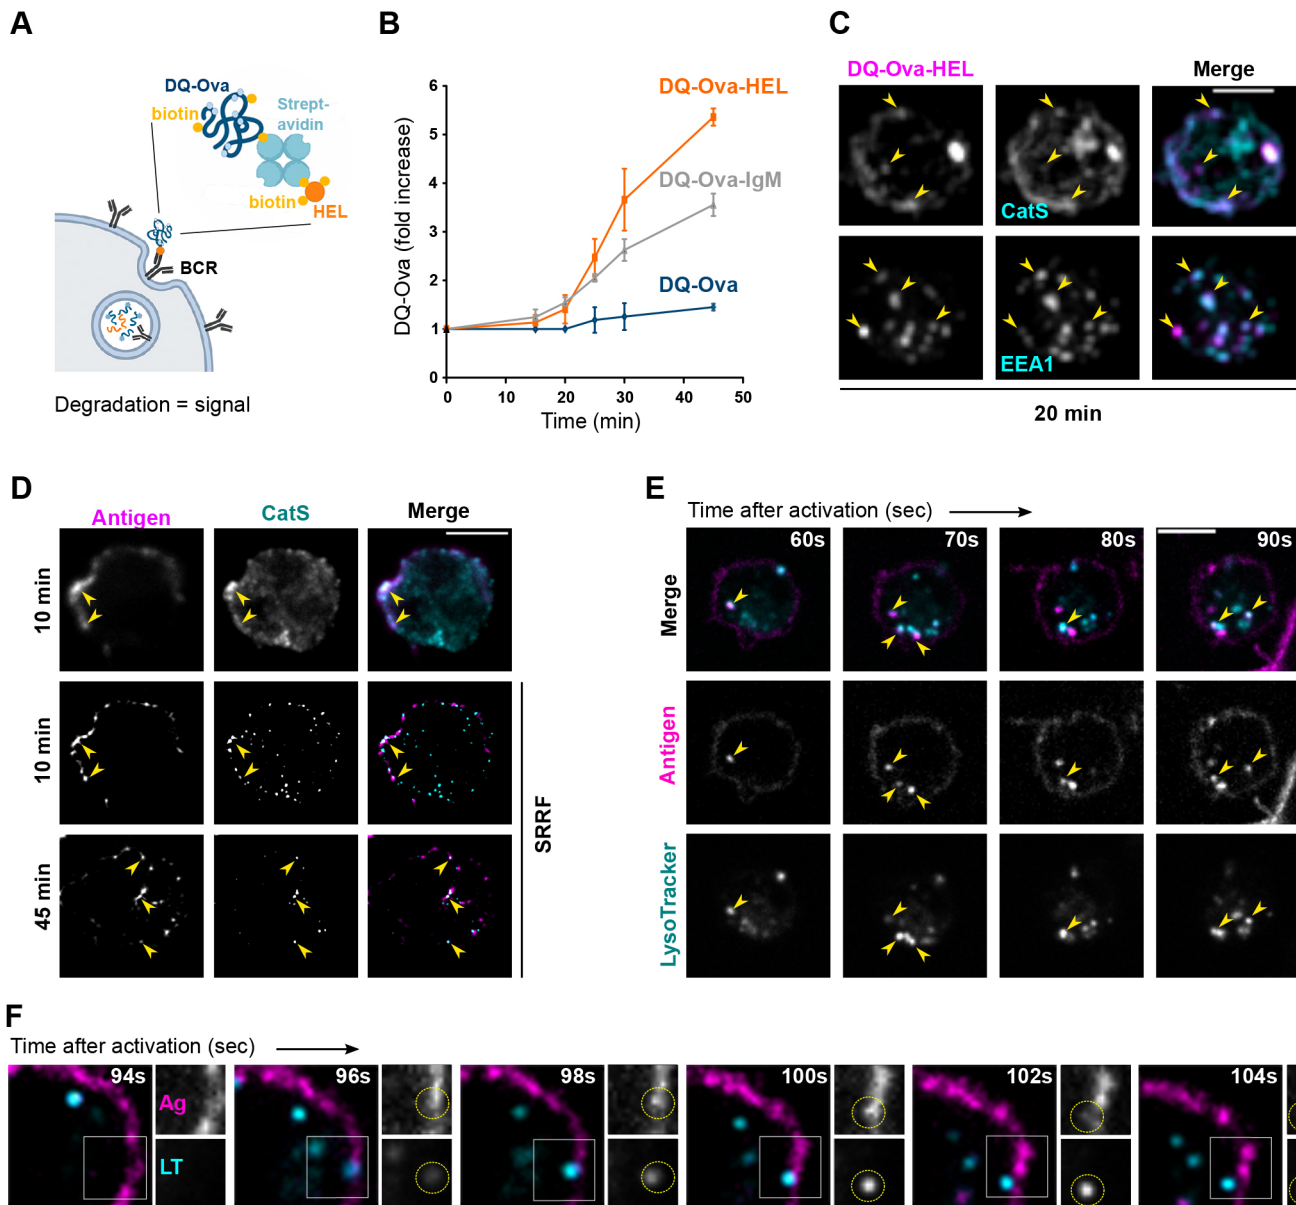 A
DQ-Ova
biotin
Strept-
avidin
biotin
HEL
BCR
Degradation = signal
B
DQ-Ova (fold increase)
6
5
4
3
2
1
0
0
10
20
30
40
50
Time (min)
DQ-Ova-HEL
DQ-Ova-IgM
DQ-Ova
C
DQ-Ova-HEL
Merge
CatS
EEA1
20 min
D
Antigen
CatS
Merge
10 min
10 min
45 min
SRRF
E
Time after activation (sec)
60s
70s
80s
90s
Merge
Antigen
LysoTracker
F
Time after activation (sec)
94s
Ag
LT
96s
98s
100s
102s
104s